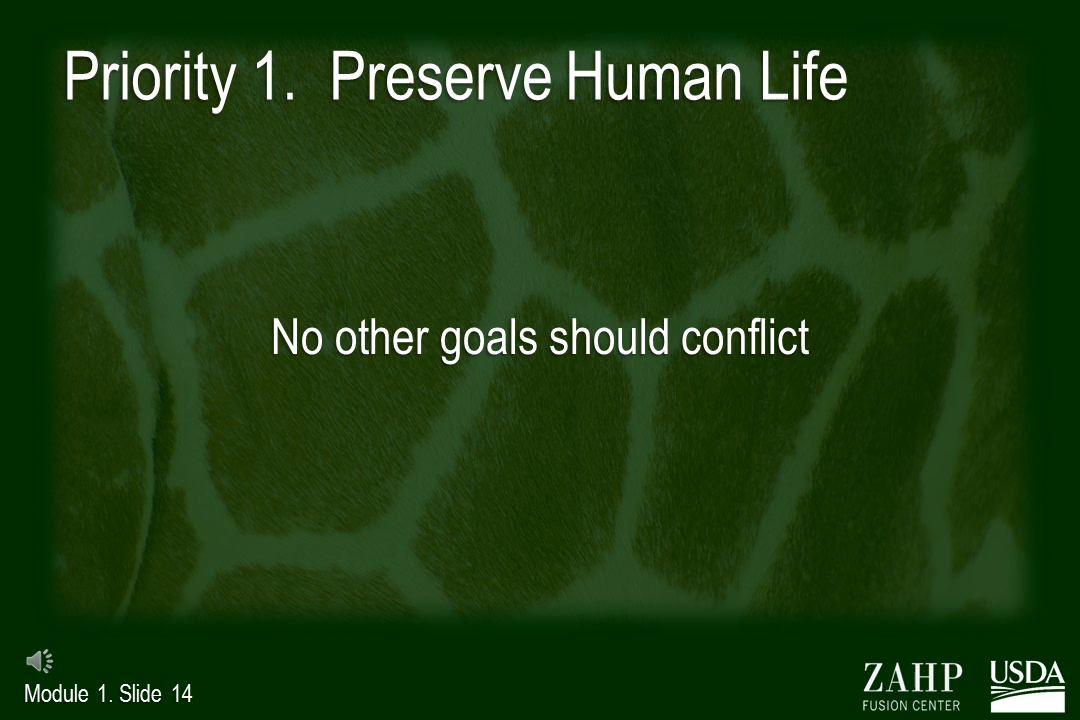 Priority 1. Preserve Human Life
No other goals should conflict
Module 1. Slide 14
ZAHP
FUSION CENTER
USDA